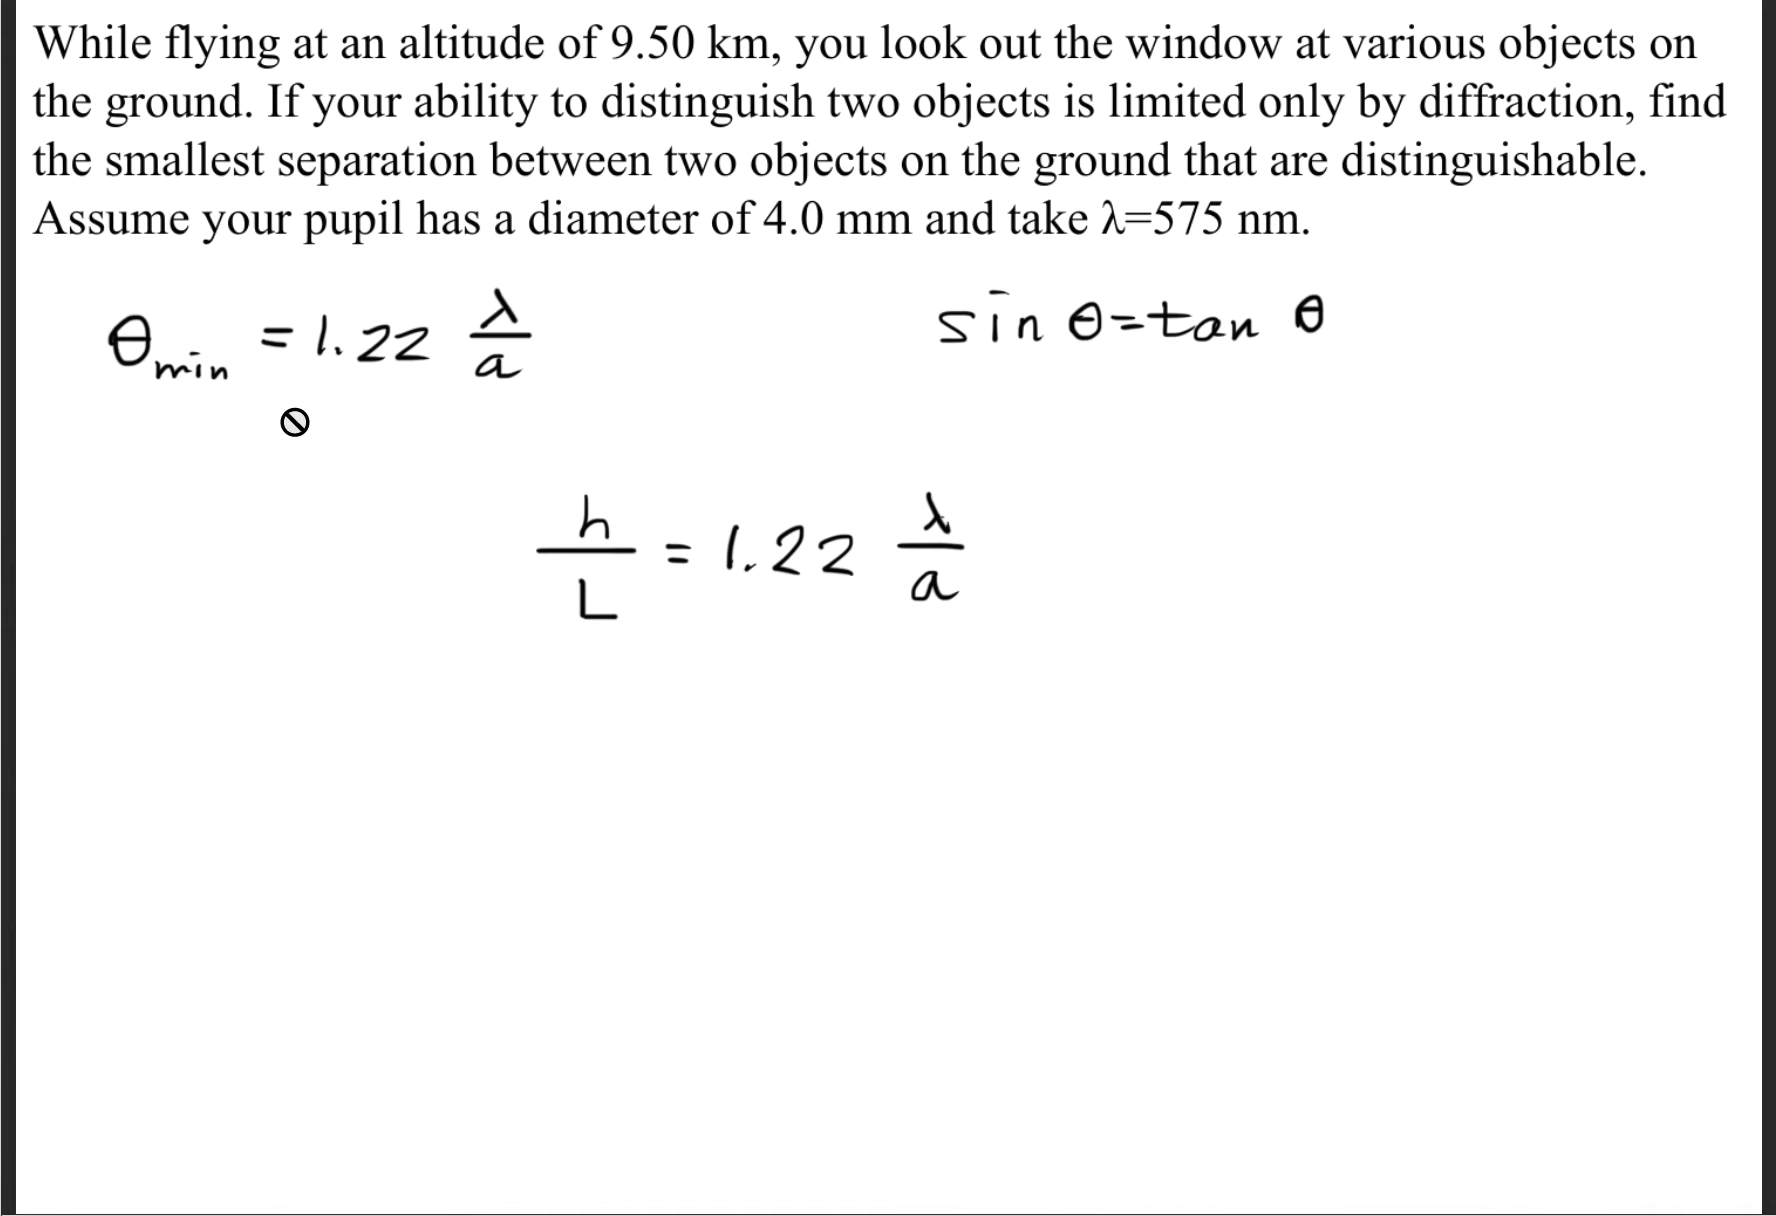 While flying at an altitude of 9.50 km, you look out the window at various objects on
the ground. If your ability to distinguish two objects is limited only by diffraction, find
the smallest separation between two objects on the ground that are distinguishable.
Assume your pupil has a diameter of 4.0 mm and take λ=575 nm.
θmin = 1.22 λ/a
sin θ=tan θ
h/L = 1.22 λ/a